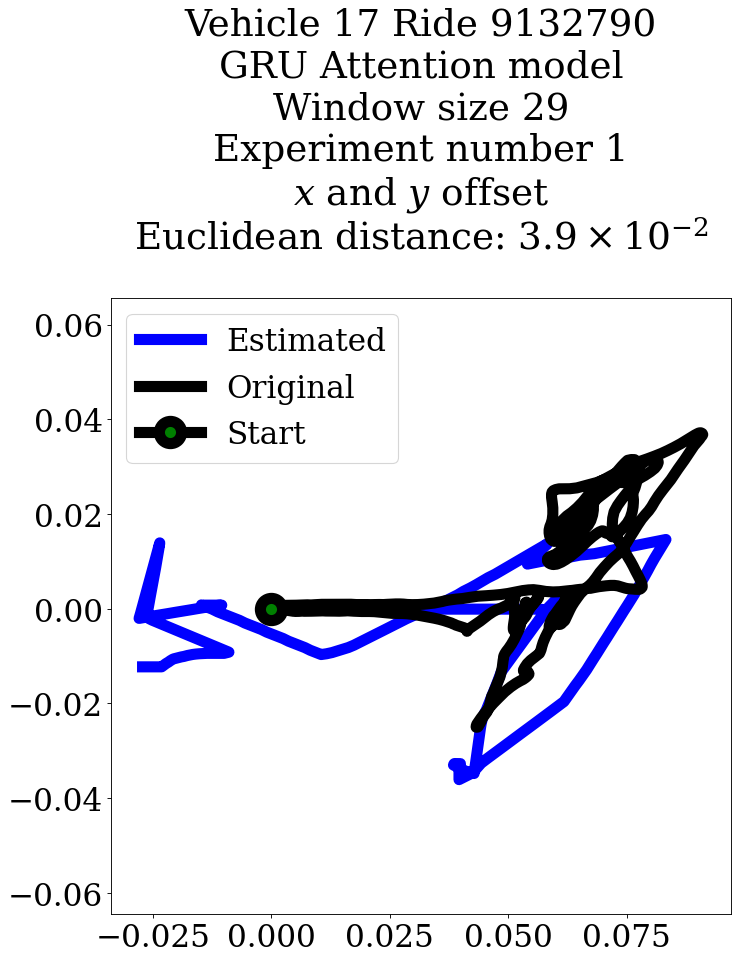 Vehicle 17 Ride 9132790
GRU Attention model
Window size 29
Experiment number 1
x and y offset
Euclidean distance: 3.9 × 10⁻²
Estimated
Original
Start
0.06
0.04
0.02
0.00
−0.02
−0.04
−0.06
−0.025 0.000 0.025 0.050 0.075